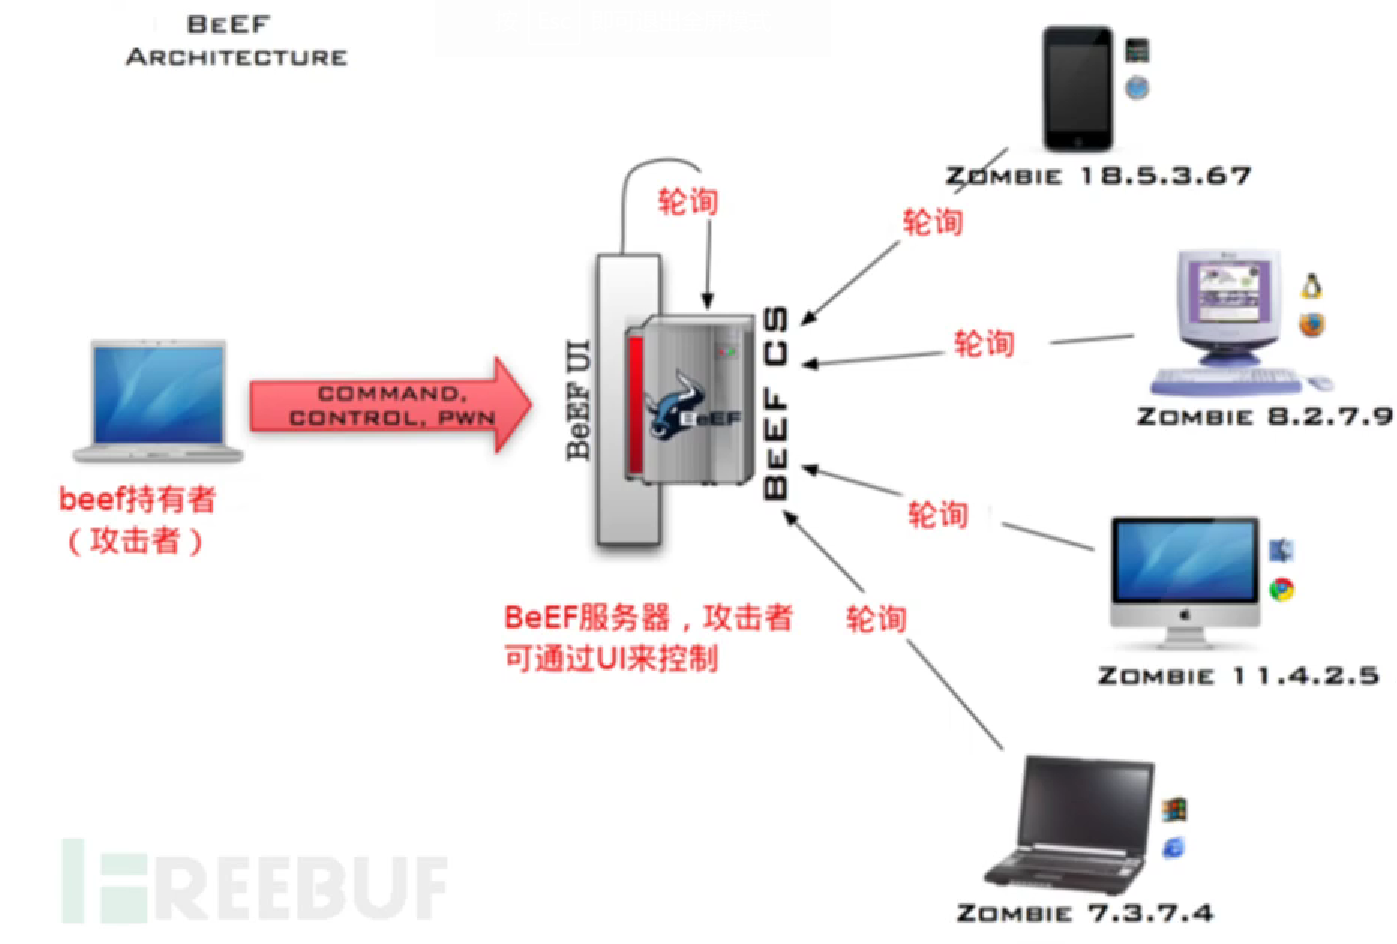 BeEF
Architecture
Zombie 18.5.3.67
轮询
轮询
轮询
Zombie 8.2.7.9
COMMAND,
CONTROL, PWN
BeEF UI
BeEF
BeEF CS
beef持有者
（攻击者）
轮询
Zombie 11.4.2.5
BeEF服务器，攻击者
可通过UI来控制
轮询
Zombie 7.3.7.4
FREEBUF